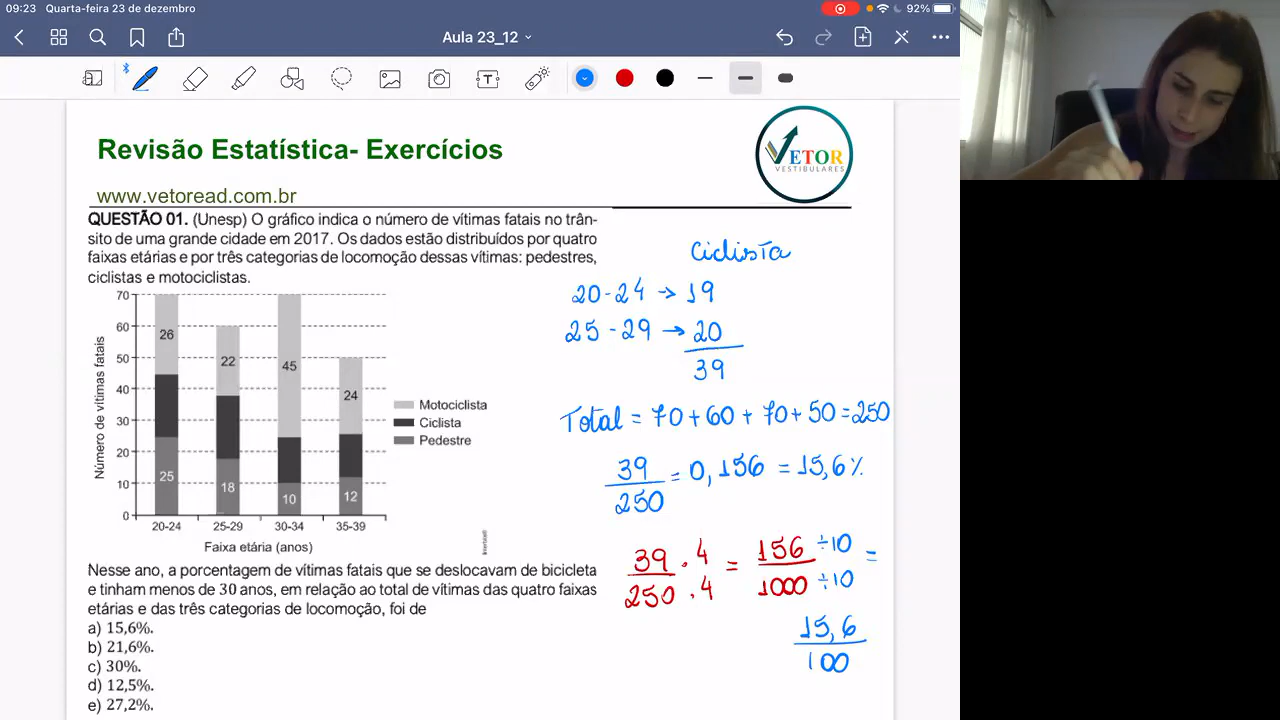 09:23 Quarta-feira 23 de dezembro
92%
Aula 23_12
Revisão Estatística- Exercícios
VETOR
VESTIBULARES
www.vetoread.com.br
QUESTÃO 01. (Unesp) O gráfico indica o número de vítimas fatais no trân-
sito de uma grande cidade em 2017. Os dados estão distribuídos por quatro
faixas etárias e por três categorias de locomoção dessas vítimas: pedestres,
ciclistas e motociclistas.
Número de vítimas fatais
70
60
50
40
30
20
10
0
26
22
45
24
25
18
10
12
20-24 25-29 30-34 35-39
Faixa etária (anos)
Motociclista
Ciclista
Pedestre
Nesse ano, a porcentagem de vítimas fatais que se deslocavam de bicicleta
e tinham menos de 30 anos, em relação ao total de vítimas das quatro faixas
etárias e das três categorias de locomoção, foi de
a) 15,6%.
b) 21,6%.
c) 30%.
d) 12,5%.
e) 27,2%.
Ciclista
20-24 → 19
25-29 → 20
39
Total = 70+60+70+50=250
39/250 = 0,156 = 15,6%
39/250 · 4/· 4 = 156/1000 ÷10/÷10 =
15,6/100